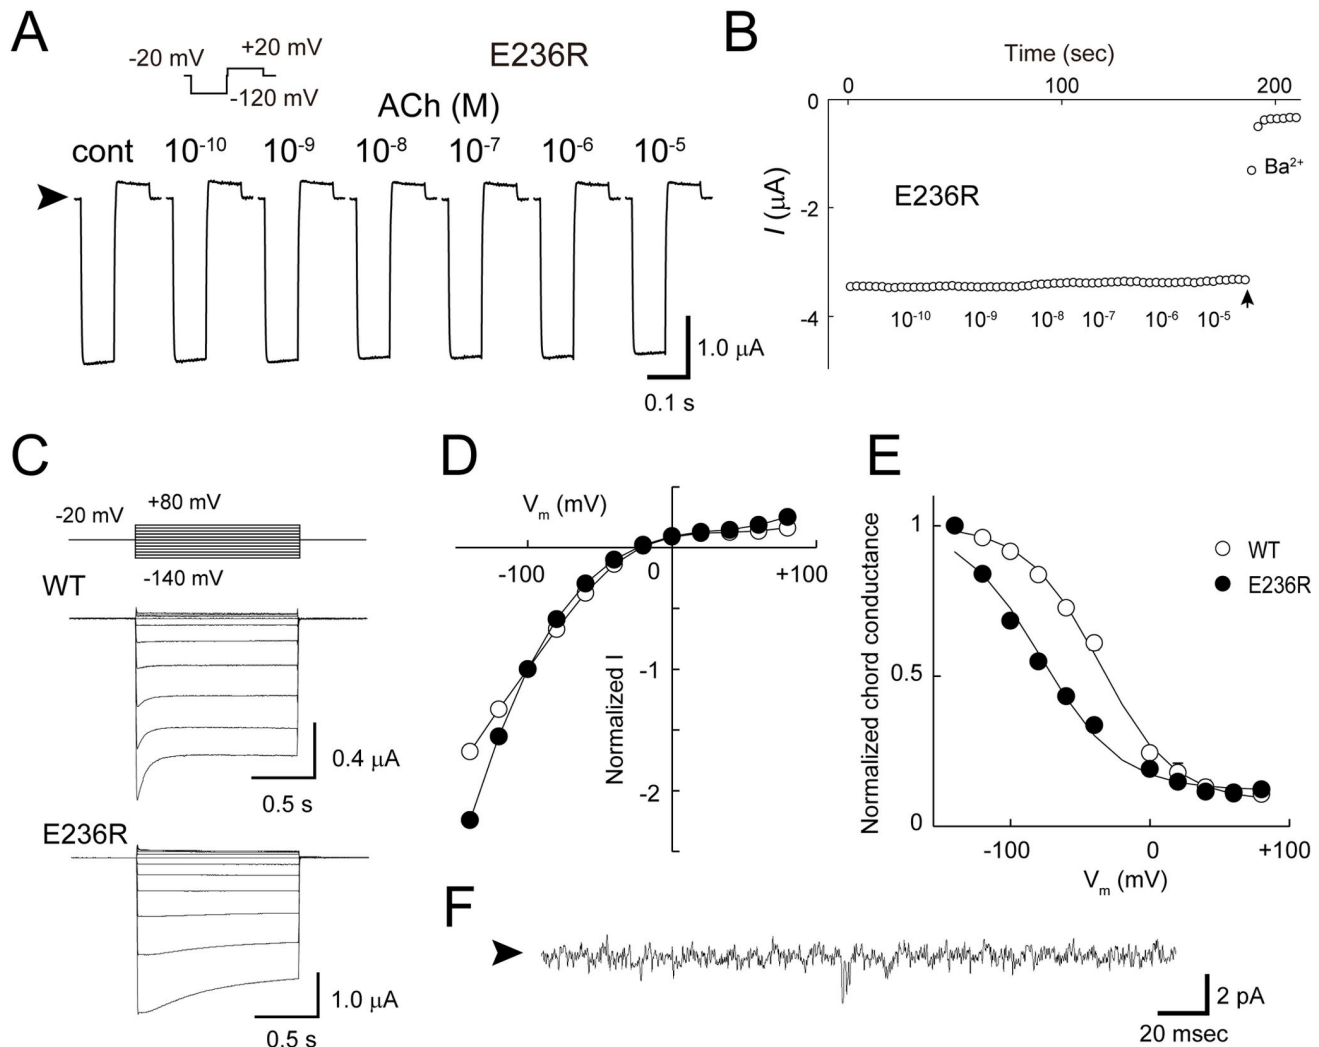 A
-20 mV
+20 mV
-120 mV
E236R
ACh (M)
cont 10⁻¹⁰ 10⁻⁹ 10⁻⁸ 10⁻⁷ 10⁻⁶ 10⁻⁵
1.0 µA
0.1 s
B
Time (sec)
0 100 200
0
-2
-4
I (µA)
E236R
Ba²⁺
10⁻¹⁰ 10⁻⁹ 10⁻⁸ 10⁻⁷ 10⁻⁶ 10⁻⁵
C
-20 mV
+80 mV
-140 mV
WT
0.4 µA
0.5 s
E236R
1.0 µA
0.5 s
D
Vₘ (mV)
-100 0 +100
-1
-2
Normalized I
E
Normalized chord conductance
1
0.5
0
-100 0 +100
Vₘ (mV)
WT
E236R
F
2 pA
20 msec